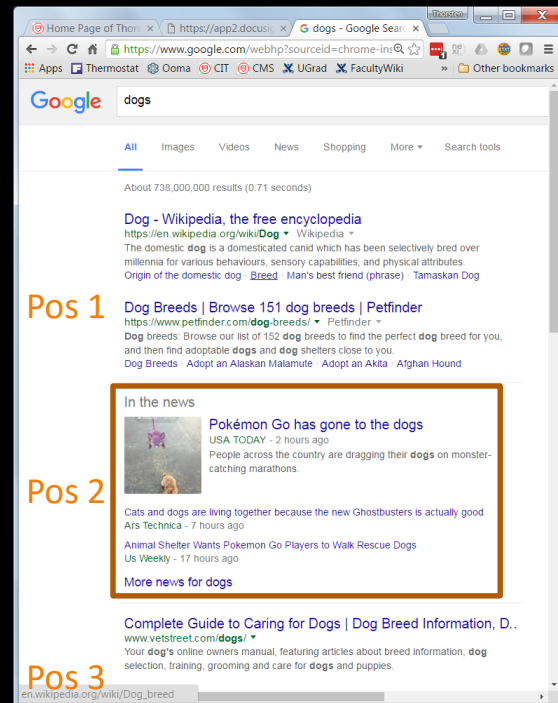 Thorsten
Home Page of Thors
https://app2.docusig
dogs - Google Searc
https://www.google.com/webhp?sourceid=chrome-ins
Apps Thermostat Ooma CIT CMS UGrad FacultyWiki » Other bookmarks
Google dogs
All Images Videos News Shopping More Search tools
About 738,000,000 results (0.71 seconds)
Dog - Wikipedia, the free encyclopedia
https://en.wikipedia.org/wiki/Dog Wikipedia
The domestic dog is a domesticated canid which has been selectively bred over
millennia for various behaviours, sensory capabilities, and physical attributes.
Origin of the domestic dog · Breed · Man's best friend (phrase) · Tamaskan Dog
Pos 1
Dog Breeds | Browse 151 dog breeds | Petfinder
https://www.petfinder.com/dog-breeds/ Petfinder
Dog breeds: Browse our list of 152 dog breeds to find the perfect dog breed for you,
and then find adoptable dogs and dog shelters close to you.
Dog Breeds · Adopt an Alaskan Malamute · Adopt an Akita · Afghan Hound
In the news
Pokémon Go has gone to the dogs
USA TODAY - 2 hours ago
People across the country are dragging their dogs on monster-
catching marathons.
Pos 2
Cats and dogs are living together because the new Ghostbusters is actually good
Ars Technica - 7 hours ago
Animal Shelter Wants Pokemon Go Players to Walk Rescue Dogs
Us Weekly - 17 hours ago
More news for dogs
Complete Guide to Caring for Dogs | Dog Breed Information, D..
www.vetstreet.com/dogs/
Your dog's online owners manual, featuring articles about breed information, dog
selection, training, grooming and care for dogs and puppies.
Pos 3
en.wikipedia.org/wiki/Dog_breed